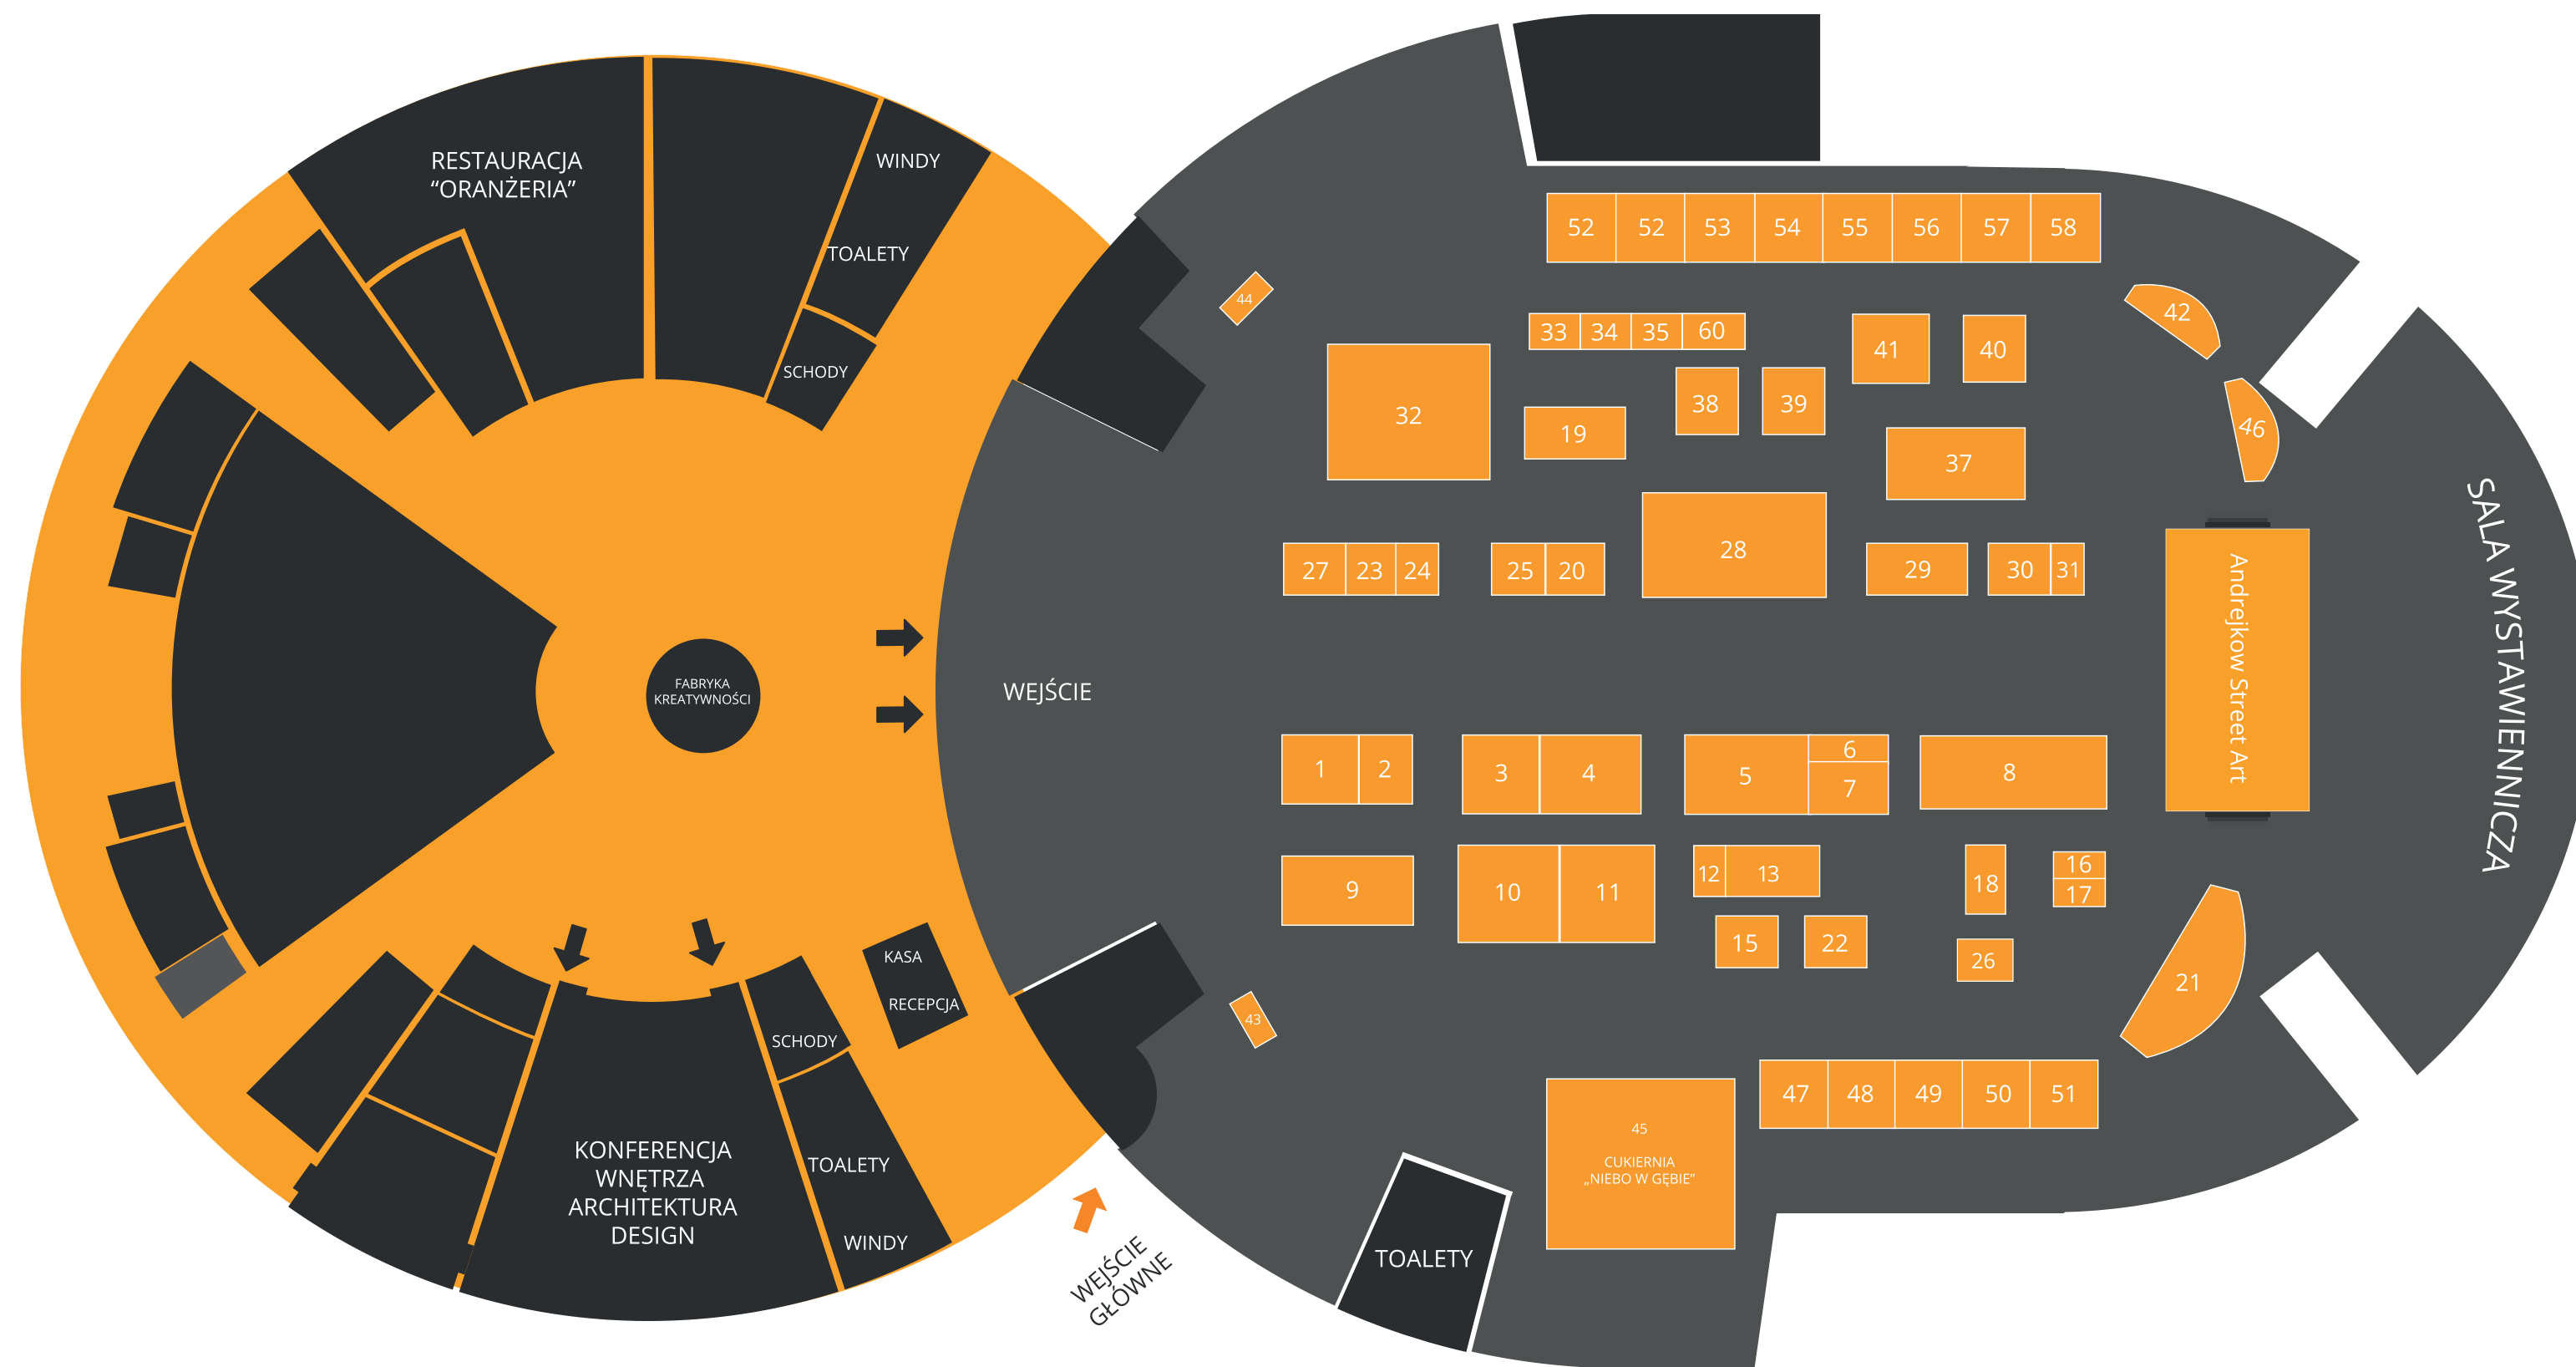 RESTAURACJA
“ORANŻERIA”
WINDY
TOALETY
SCHODY
FABRYKA
KREATYWNOŚCI
KASA
RECEPCJA
SCHODY
TOALETY
WINDY
KONFERENCJA
WNĘTRZA
ARCHITEKTURA
DESIGN
WEJŚCIE
GŁÓWNE
WEJŚCIE
52 52 53 54 55 56 57 58
44
42
33 34 35 60
41
40
32
38
39
19
46
37
28
27 23 24
25 20
29
30 31
Andrejkow Street Art
SALA WYSTAWIENNICZA
1 2
3 4
5
6
7
8
9
10 11
12 13
18
16
17
15
22
26
21
43
47 48 49 50 51
45
CUKIERNIA
„NIEBO W GĘBIE”
TOALETY